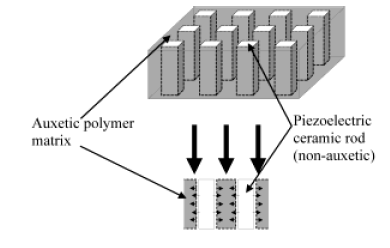 Auxetic polymer
matrix
Piezoelectric
ceramic rod
(non-auxetic)